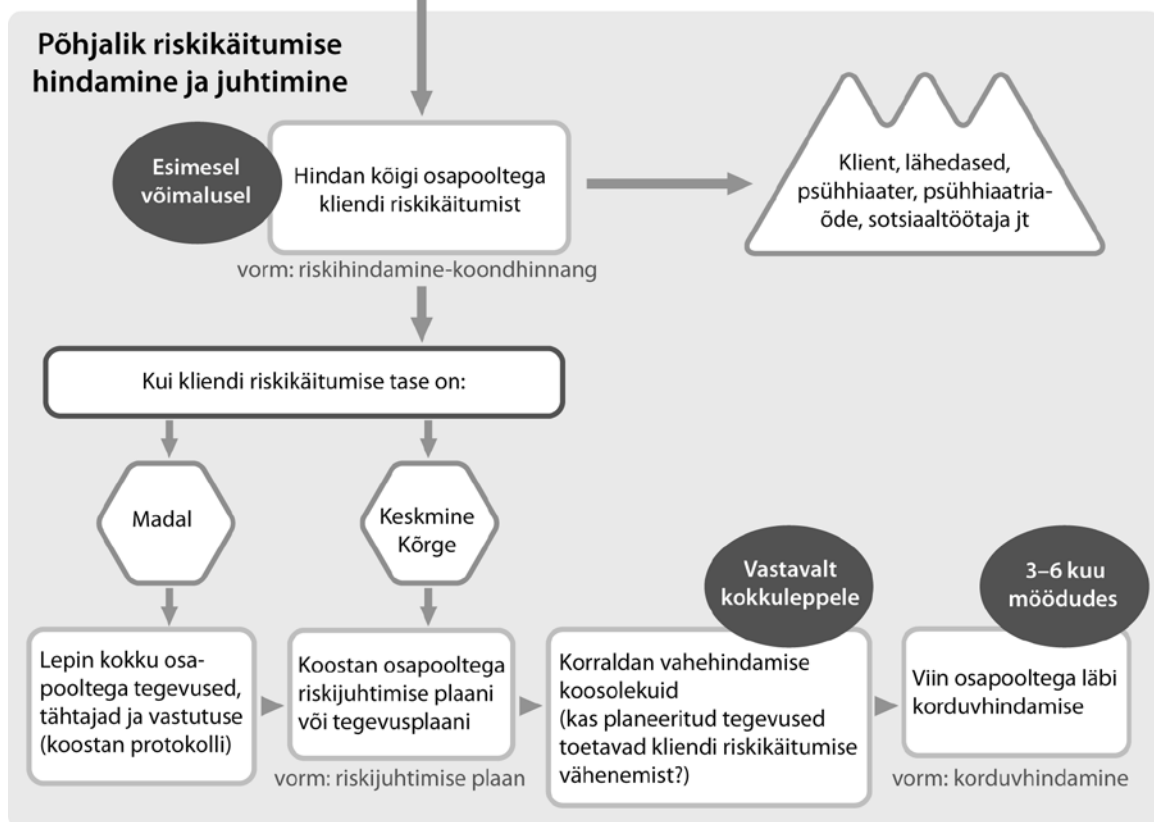 Põhjalik riskikäitumise
hindamine ja juhtimine
Esimesel
võimalusel
Hindan kõigi osapooltega
kliendi riskikäitumist
vorm: riskihindamine-koondhinnang
Klient, lähedased,
psühhiaater, psühhiaatria-
õde, sotsiaaltöötaja jt
Kui kliendi riskikäitumise tase on:
Madal
Keskmine
Kõrge
Lepin kokku osa-
pooltega tegevused,
tähtajad ja vastutuse
(koostan protokolli)
Koostan osapooltega
riskijuhtimise plaani
või tegevusplaani
vorm: riskijuhtimise plaan
Vastavalt
kokkuleppele
Korraldan vahehindamise
koosolekuid
(kas planeeritud tegevused
toetavad kliendi riskikäitumise
vähenemist?)
3–6 kuu
möödudes
Viin osapooltega läbi
korduvhindamise
vorm: korduvhindamine